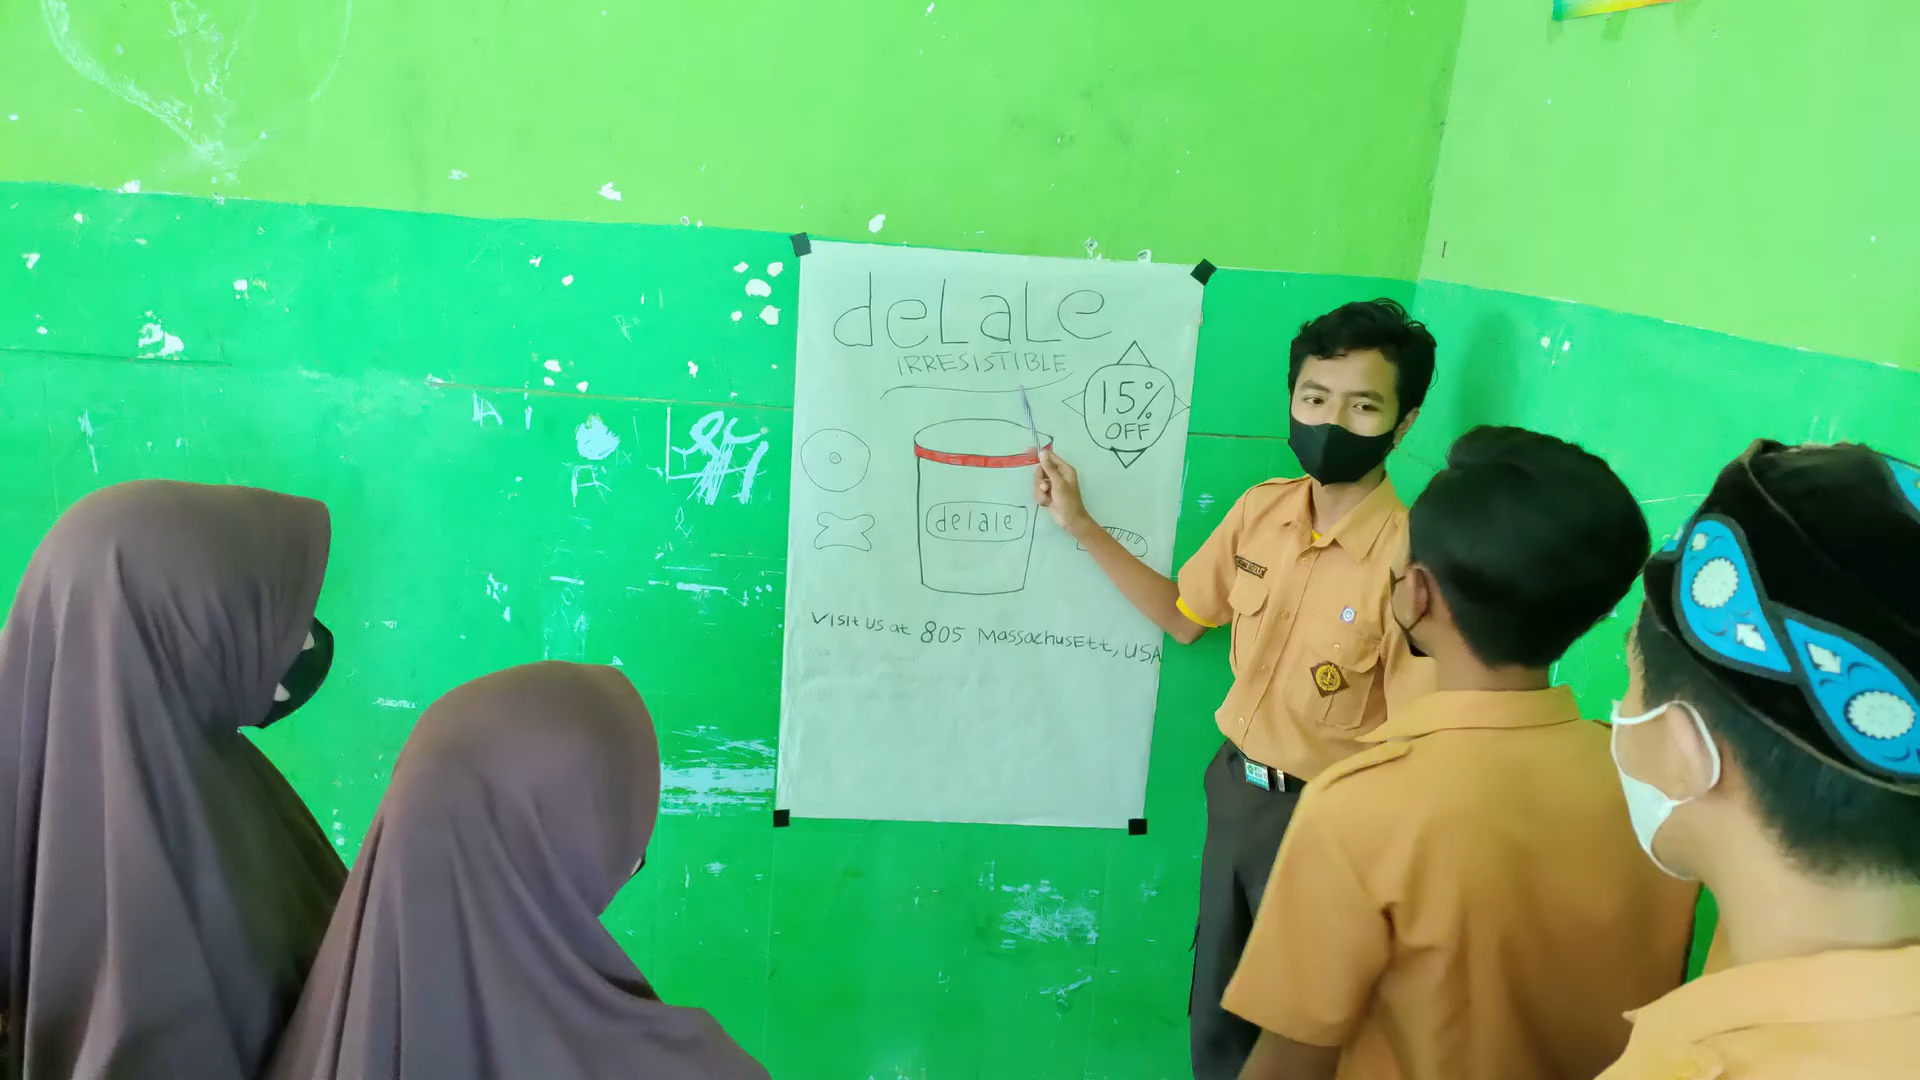 deLaLe
IRRESISTIBLE
15%
OFF
delale
Visit us at 805 MassachusEtt, USA